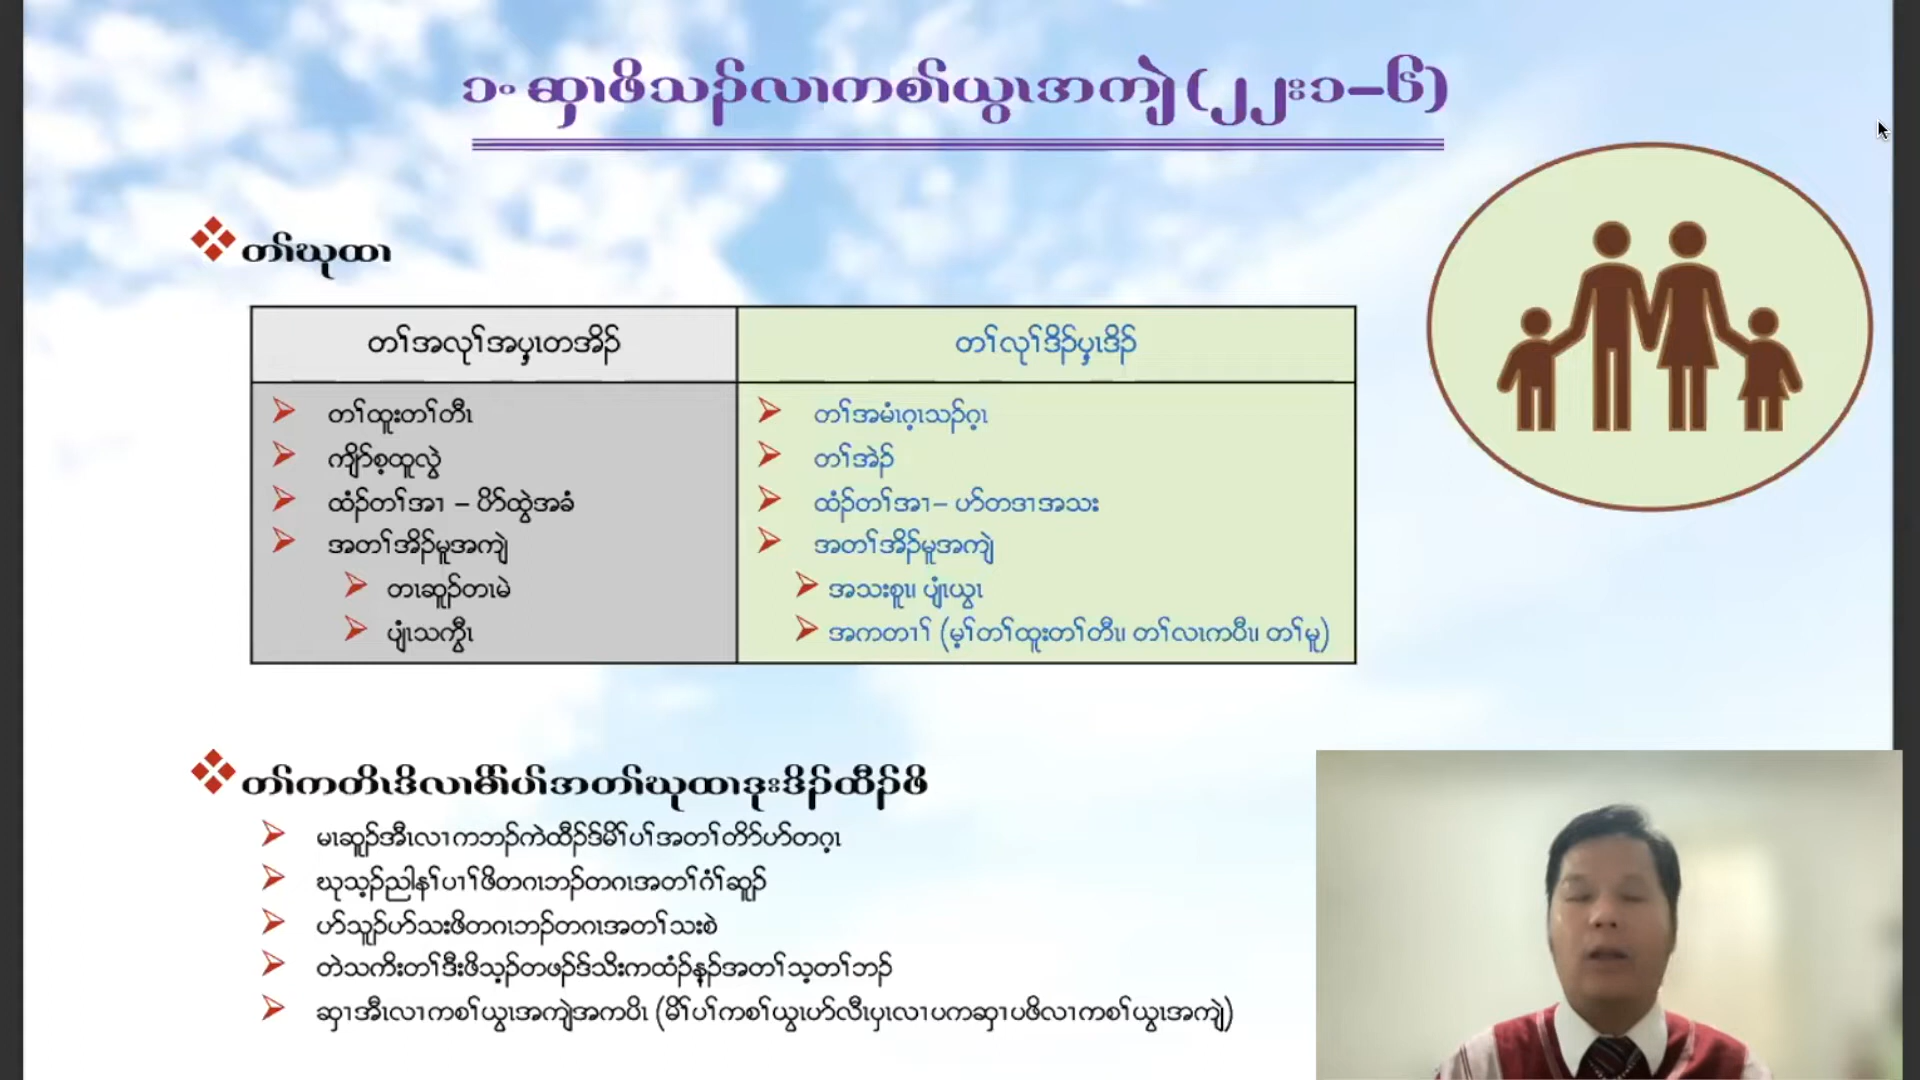 ၁ႋ ဆှၢဖိသၣ်လၢကစၢ်ယွၤအကျဲ (၂၂း၁–၆)
တၢ်ဃုထၢ
တၢ်အလုၢ်အပှ့ၤတအိၣ်
တၢ်လုၢ်ဒိၣ်ပှ့ၤဒိၣ်
တၢ်ထူးတၢ်တီၤ
ကျိာ်စ့ထူလွဲ
ထံၣ်တၢ်အၢ – ပိာ်ထွဲအခံ
အတၢ်အိၣ်မူအကျဲ
တၤဆူၣ်တၤမဲ
ပျံၤသကွီၤ
တၢ်အမံၤဂ့ၤသၣ်ဂ့ၤ
တၢ်အဲၣ်
ထံၣ်တၢ်အၢ– ဟ်တဒၢအသး
အတၢ်အိၣ်မူအကျဲ
အသးစူၤ၊ ပျံၤယွၤ
အကတၢၢ် (မ့ၢ်တၢ်ထူးတၢ်တီၤ၊ တၢ်လၤကပီၤ၊ တၢ်မူ)
တၢ်ကတိၤဒိလၢမိၢ်ပၢ်အတၢ်ဃုထၢဒုးဒိၣ်ထီၣ်ဖိ
မၤဆူၣ်အီၤလၢကဘၣ်ကဲထီၣ်ဒ်မိၢ်ပၢ်အတၢ်တိာ်ဟ်တဂ့ၤ
ဃုသ့ၣ်ညါနၢ်ပၢၢ်ဖိတဂၤဘၣ်တဂၤအတၢ်ဂံၢ်ဆူၣ်
ဟ်သူၣ်ဟ်သးဖိတဂၤဘၣ်တဂၤအတၢ်သးစဲ
တဲသကိးတၢ်ဒီးဖိသ့ၣ်တဖၣ်ဒ်သိးကထံၣ်န့ၣ်အတၢ်သ့တၢ်ဘၣ်
ဆှၢအီၤလၢကစၢ်ယွၤအကျဲအကပိၤ (မိၢ်ပၢ်ကစၢ်ယွၤဟ်လီၤပှၤလၢပကဆှၢပဖိလၢကစၢ်ယွၤအကျဲ)